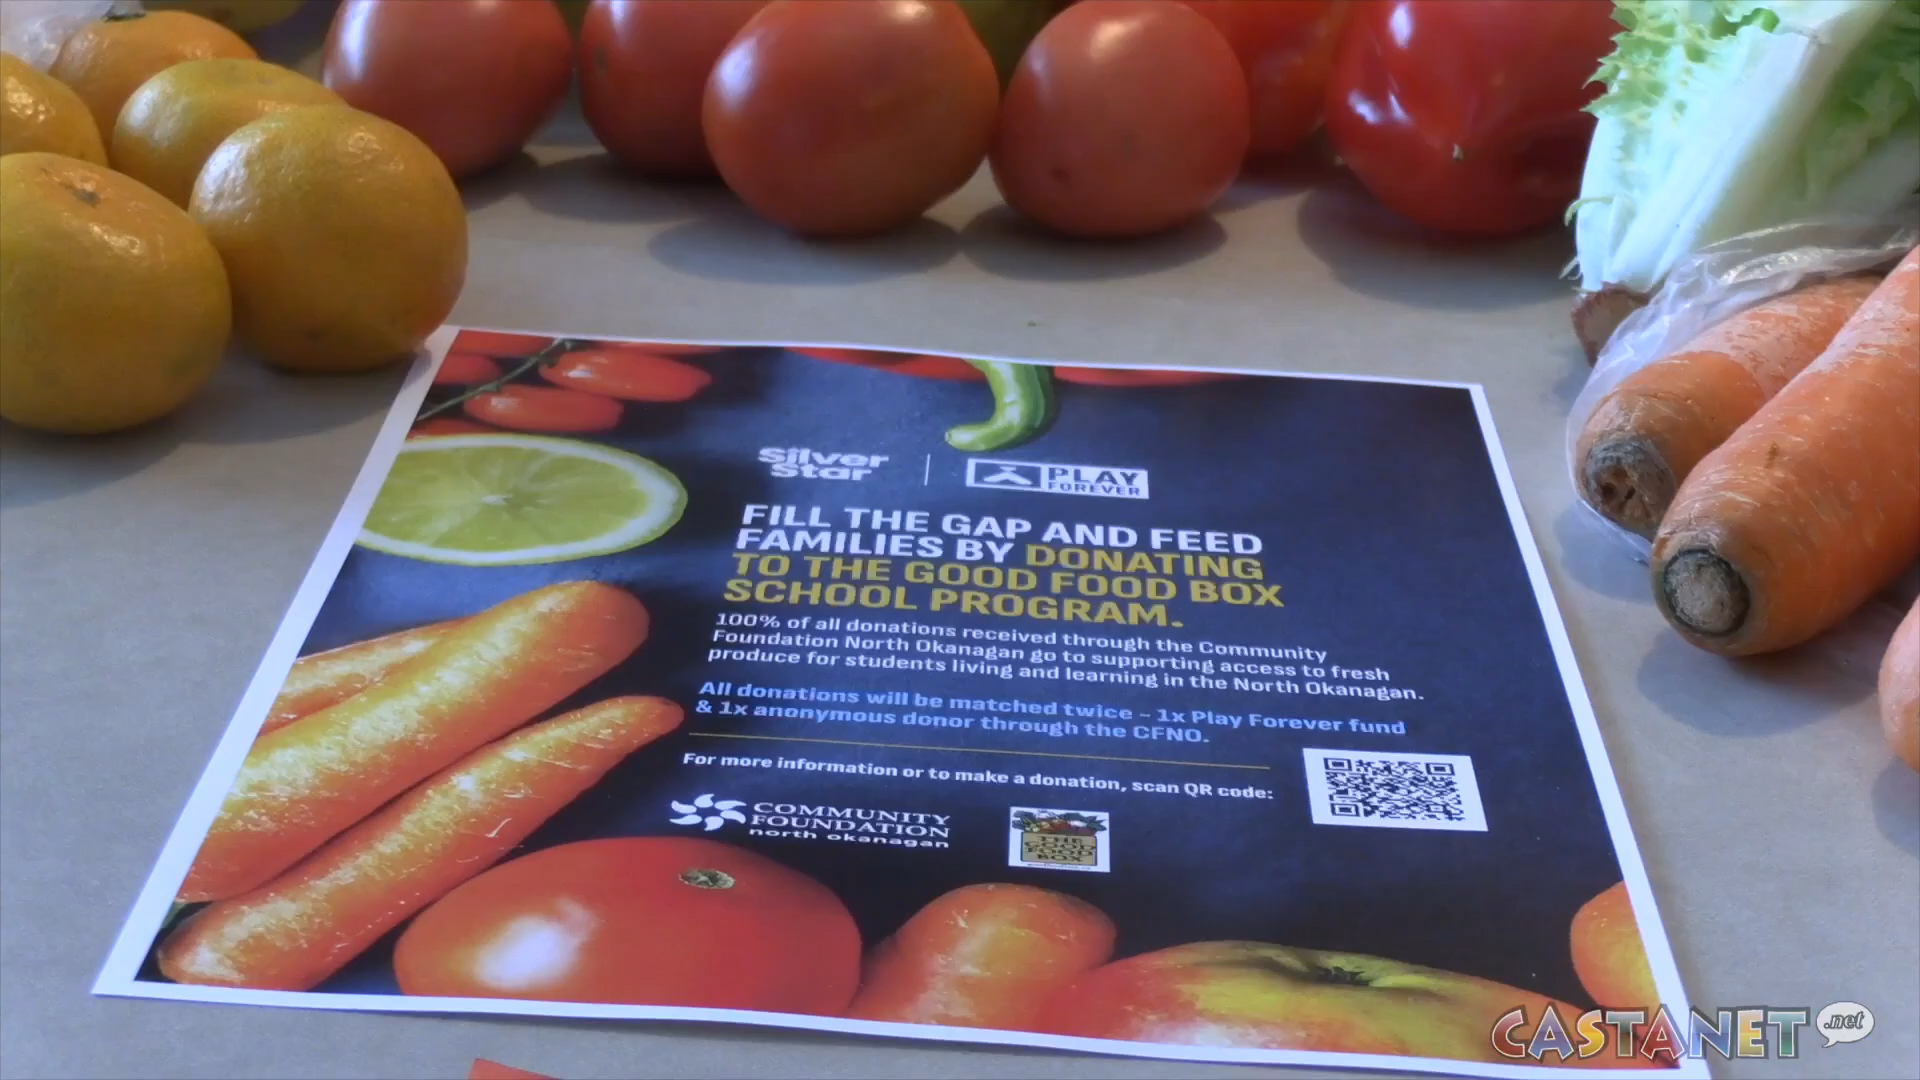 Silver
Star
PLAY
FOREVER
FILL THE GAP AND FEED
FAMILIES BY DONATING
TO THE GOOD FOOD BOX
SCHOOL PROGRAM.
100% of all donations received through the Community
Foundation North Okanagan go to supporting access to fresh
produce for students living and learning in the North Okanagan.
All donations will be matched twice – 1x Play Forever fund
& 1x anonymous donor through the CFNO.
For more information or to make a donation, scan QR code:
COMMUNITY
FOUNDATION
north okanagan
THE
GOOD
FOOD
BOX
CASTANET .net